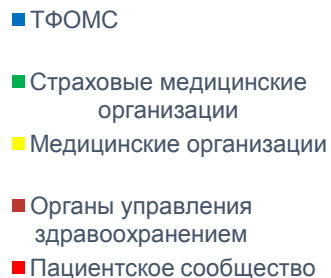 ТФОМС
Страховые медицинские
организации
Медицинские организации
Органы управления
здравоохранением
Пациентское сообщество